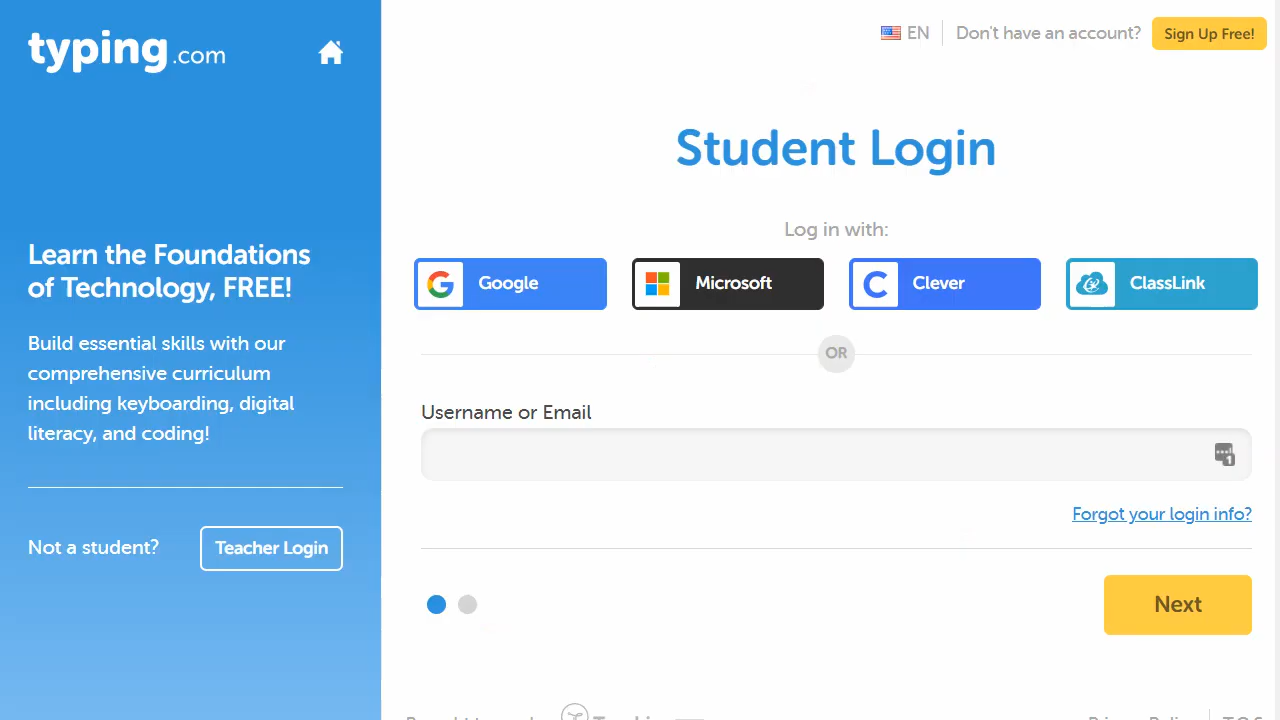 typing.com
EN
Don't have an account?
Sign Up Free!
Student Login
Log in with:
Google
Microsoft
Clever
ClassLink
OR
Username or Email
Forgot your login info?
Next
Learn the Foundations
of Technology, FREE!
Build essential skills with our
comprehensive curriculum
including keyboarding, digital
literacy, and coding!
Not a student?
Teacher Login